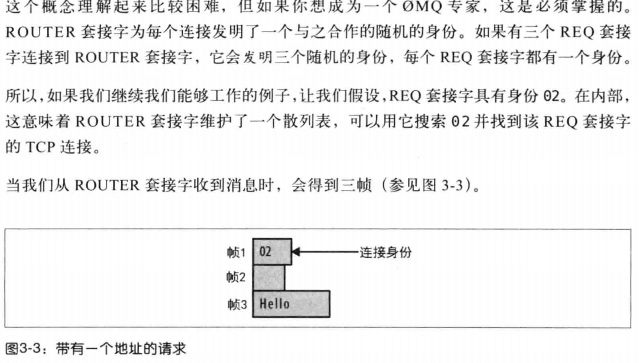 这个概念理解起来比较困难，但如果你想成为一个 ØMQ 专家，这是必须掌握的。
ROUTER 套接字为每个连接发明了一个与之合作的随机的身份。如果有三个 REQ 套接
字连接到 ROUTER 套接字，它会发明三个随机的身份，每个 REQ 套接字都有一个身份。
所以，如果我们继续我们能够工作的例子，让我们假设，REQ 套接字具有身份 02。在内部，
这意味着 ROUTER 套接字维护了一个散列表，可以用它搜索 02 并找到该 REQ 套接字
的 TCP 连接。
当我们从 ROUTER 套接字收到消息时，会得到三帧（参见图 3-3）。
帧1 02 连接身份
帧2
帧3 Hello
图3-3：带有一个地址的请求